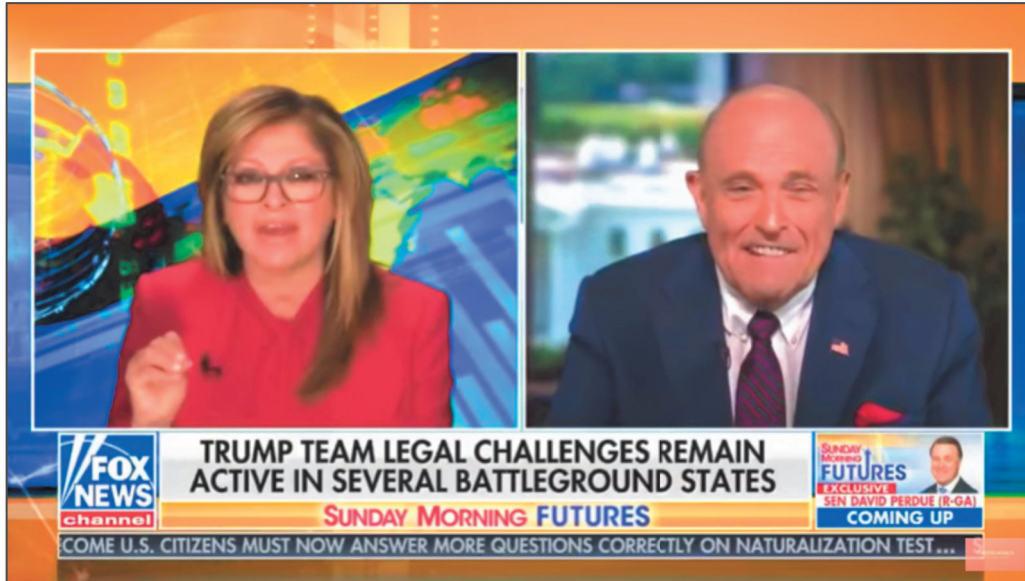 TRUMP TEAM LEGAL CHALLENGES REMAIN
ACTIVE IN SEVERAL BATTLEGROUND STATES
FOX
NEWS
channel
SUNDAY MORNING FUTURES
SUNDAY
MORNING
FUTURES
EXCLUSIVE
SEN DAVID PERDUE (R-GA)
COMING UP
COME U.S. CITIZENS MUST NOW ANSWER MORE QUESTIONS CORRECTLY ON NATURALIZATION TEST...